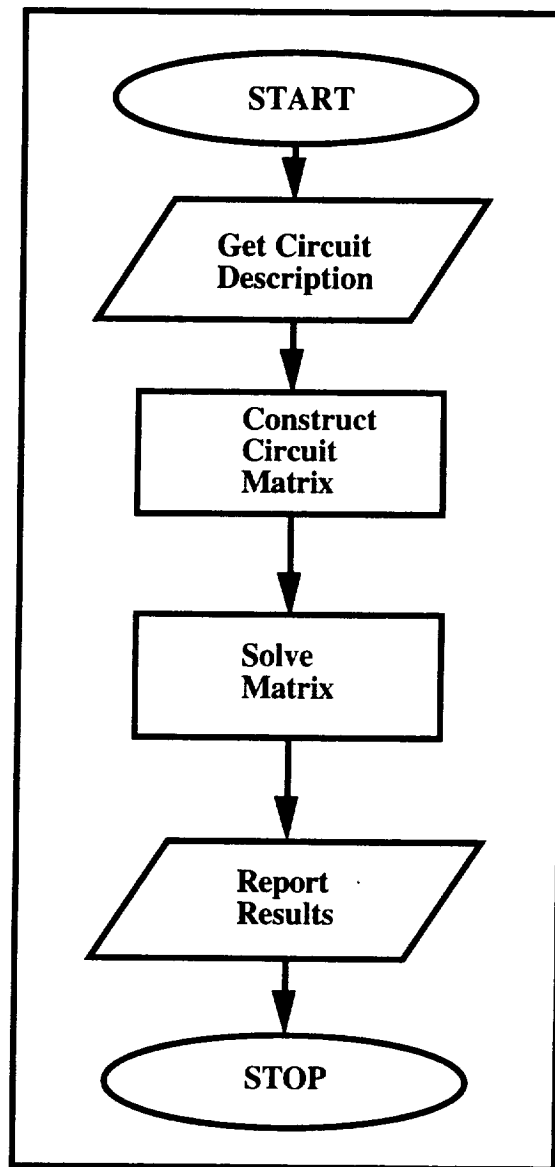 START
Get Circuit
Description
Construct
Circuit
Matrix
Solve
Matrix
Report
Results
STOP